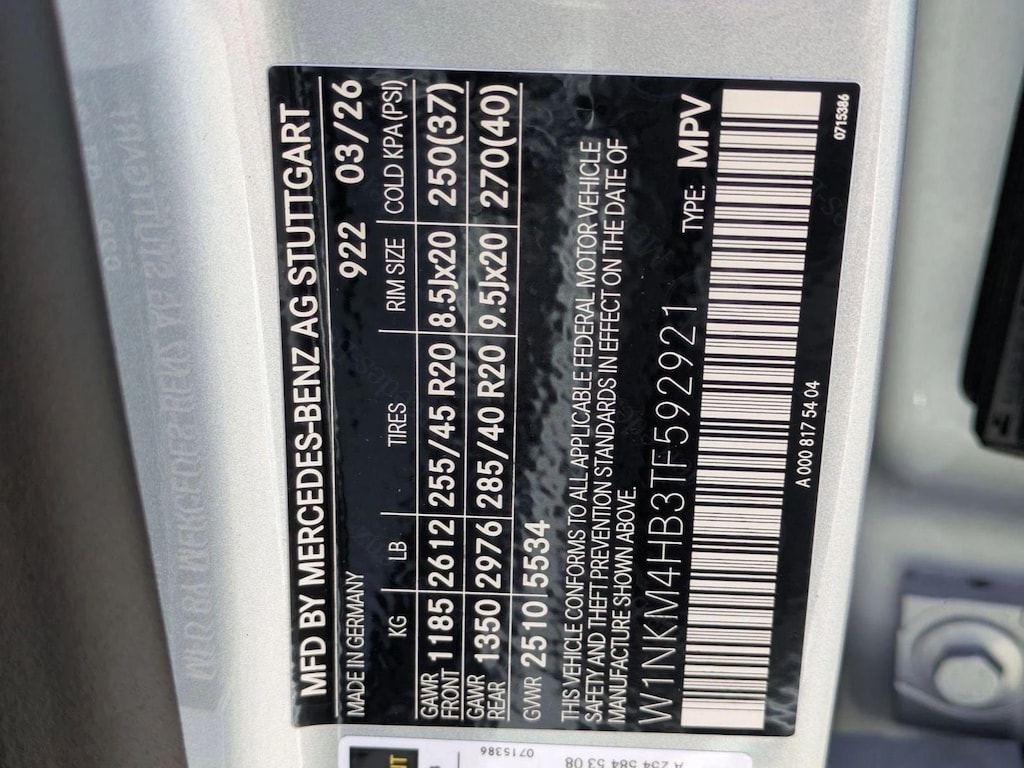 MFD BY MERCEDES-BENZ AG STUTTGART
MADE IN GERMANY 922 03/26
KG LB TIRES RIM SIZE COLD KPA (PSI)
GAWR FRONT 1185 2612 255/45 R20 8.5Jx20 250(37)
GAWR REAR 1350 2976 285/40 R20 9.5Jx20 270(40)
GVWR 2510 5534
THIS VEHICLE CONFORMS TO ALL APPLICABLE FEDERAL MOTOR VEHICLE
SAFETY AND THEFT PREVENTION STANDARDS IN EFFECT ON THE DATE OF
MANUFACTURE SHOWN ABOVE.
W1NKM4HB3TF592921 TYPE: MPV
A 000 817 54 04 0715386
0715386
A 254 584 53 08